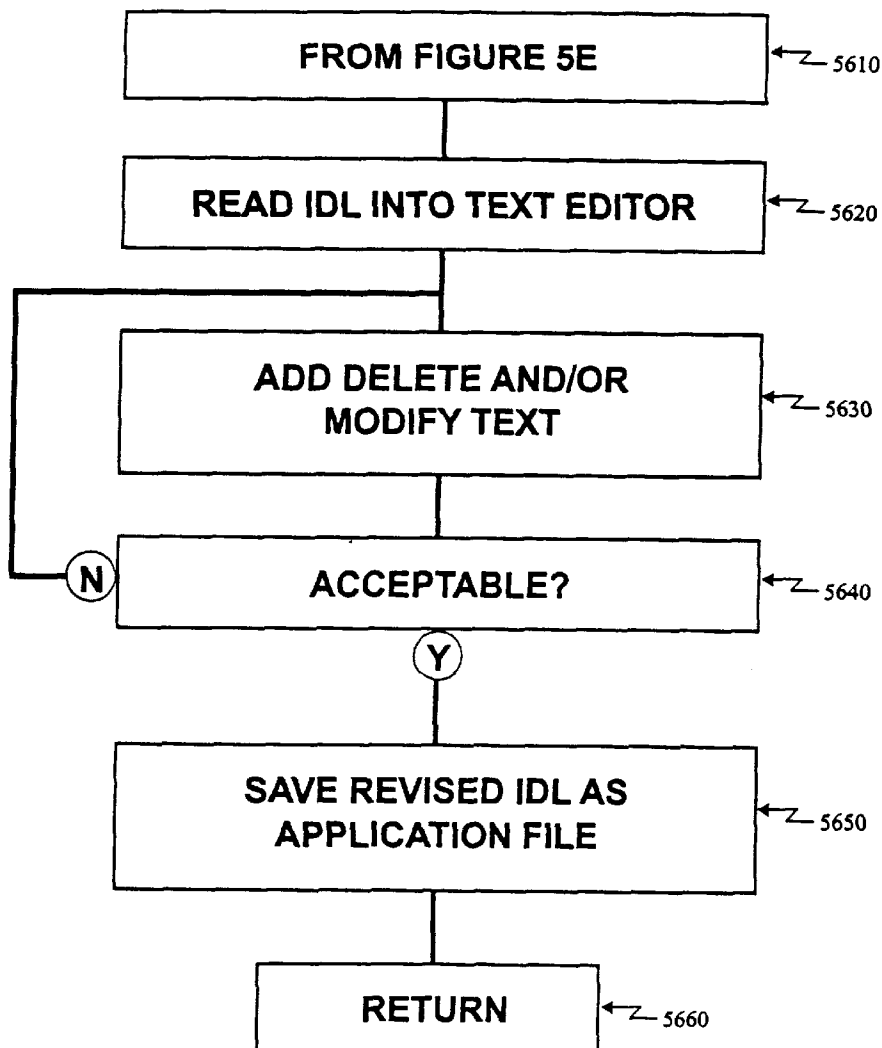 FROM FIGURE 5E
5610
READ IDL INTO TEXT EDITOR
5620
ADD DELETE AND/OR
MODIFY TEXT
5630
N
ACCEPTABLE?
5640
Y
SAVE REVISED IDL AS
APPLICATION FILE
5650
RETURN
5660